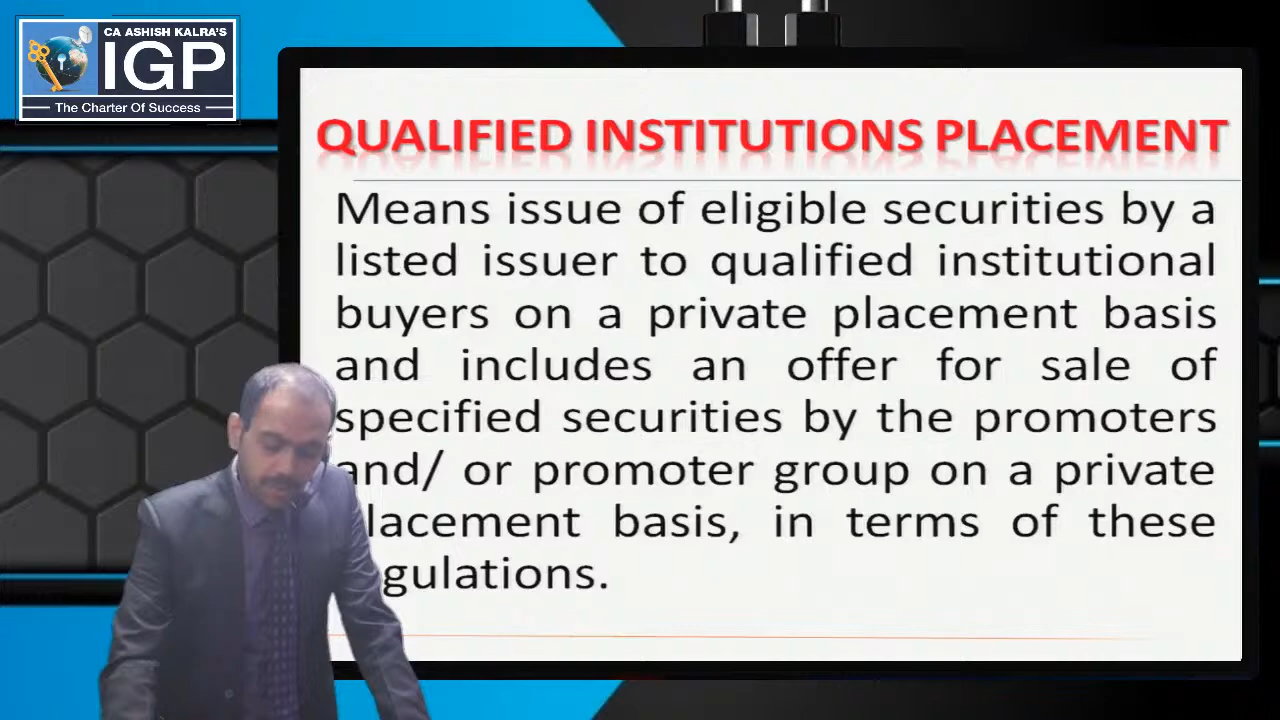 CA ASHISH KALRA'S
IGP
The Charter Of Success
QUALIFIED INSTITUTIONS PLACEMENT
Means issue of eligible securities by a
listed issuer to qualified institutional
buyers on a private placement basis
and includes an offer for sale of
specified securities by the promoters
and/ or promoter group on a private
lacement basis, in terms of these
gulations.